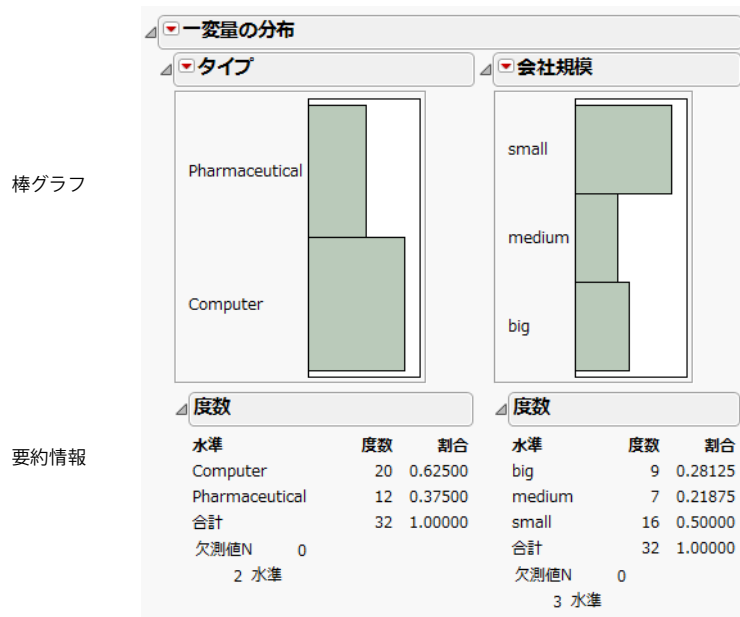 一変量の分布
タイプ
会社規模
棒グラフ
Pharmaceutical
Computer
small
medium
big
要約情報
度数
水準 度数 割合
Computer 20 0.62500
Pharmaceutical 12 0.37500
合計 32 1.00000
欠測値N 0
2 水準
度数
水準 度数 割合
big 9 0.28125
medium 7 0.21875
small 16 0.50000
合計 32 1.00000
欠測値N 0
3 水準